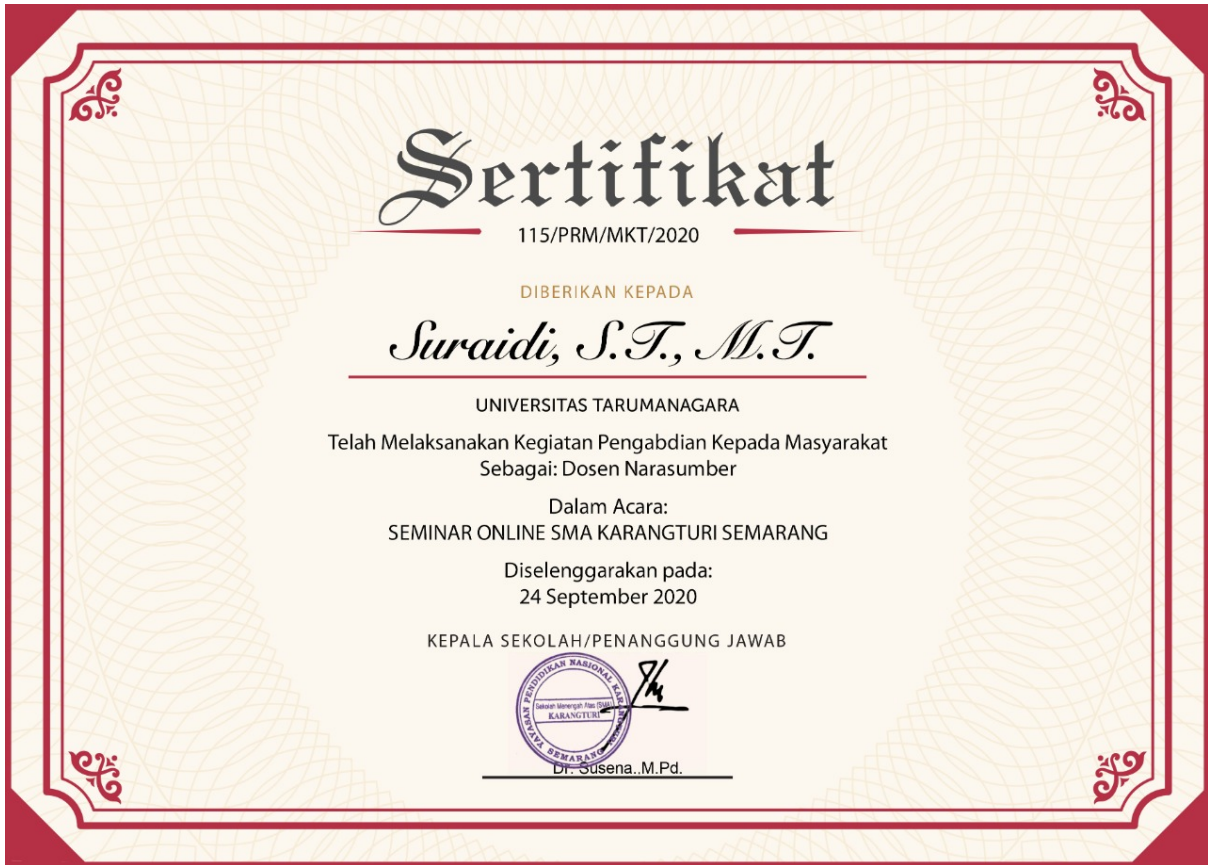 Sertifikat
115/PRM/MKT/2020
DIBERIKAN KEPADA
Suraidi, S.T., M.T.
UNIVERSITAS TARUMANAGARA
Telah Melaksanakan Kegiatan Pengabdian Kepada Masyarakat
Sebagai: Dosen Narasumber
Dalam Acara:
SEMINAR ONLINE SMA KARANGTURI SEMARANG
Diselenggarakan pada:
24 September 2020
KEPALA SEKOLAH/PENANGGUNG JAWAB
YAYASAN PENDIDIKAN NASIONAL
Sekolah Menengah Atas (SMA)
KARANGTURI
SEMARANG
Dr. Susena..M.Pd.